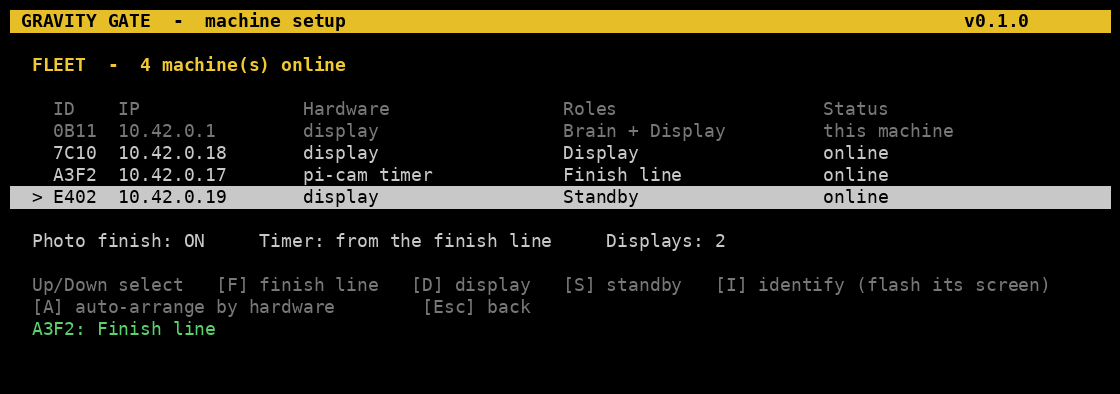 GRAVITY GATE  -  machine setup                                                         v0.1.0
FLEET  -  4 machine(s) online
ID    IP               Hardware                Roles                   Status
0B11  10.42.0.1        display                 Brain + Display         this machine
7C10  10.42.0.18       display                 Display                 online
A3F2  10.42.0.17       pi-cam timer            Finish line             online
> E402  10.42.0.19       display                 Standby                 online
Photo finish: ON     Timer: from the finish line     Displays: 2
Up/Down select   [F] finish line   [D] display   [S] standby   [I] identify (flash its screen)
[A] auto-arrange by hardware        [Esc] back
A3F2: Finish line